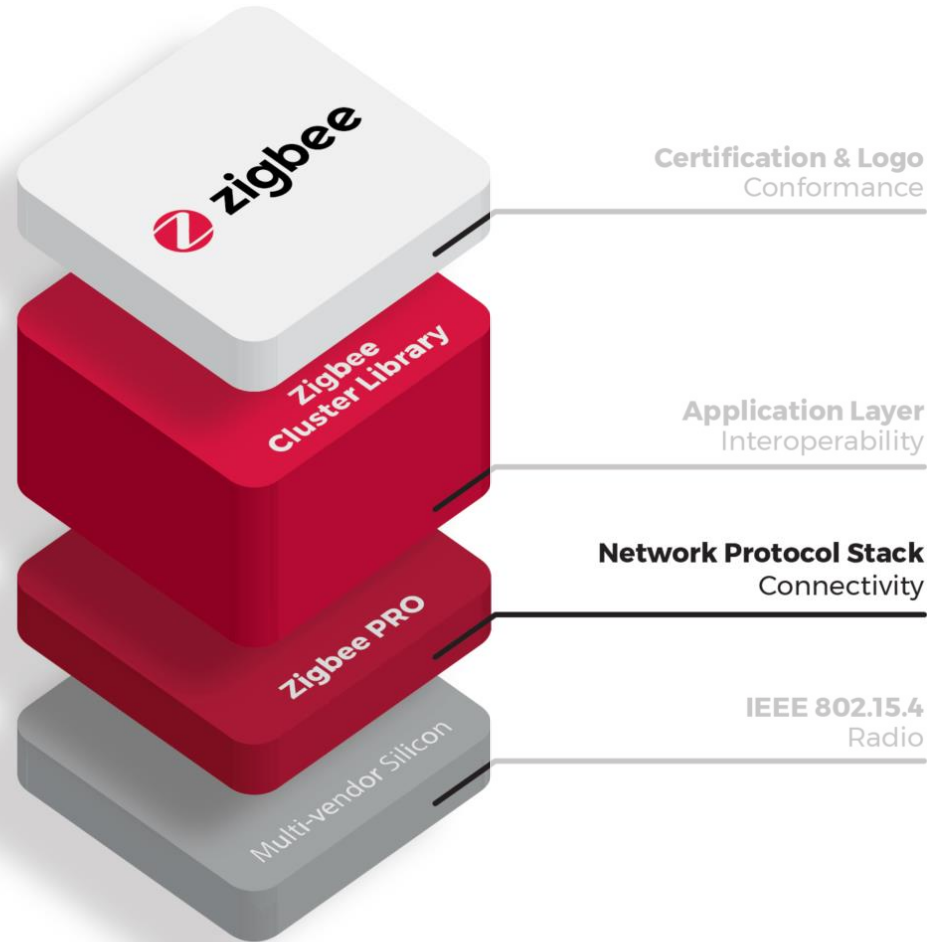 zigbee
Certification & Logo
Conformance
Zigbee
Cluster Library
Application Layer
Interoperability
Network Protocol Stack
Connectivity
Zigbee PRO
IEEE 802.15.4
Radio
Multi-vendor Silicon